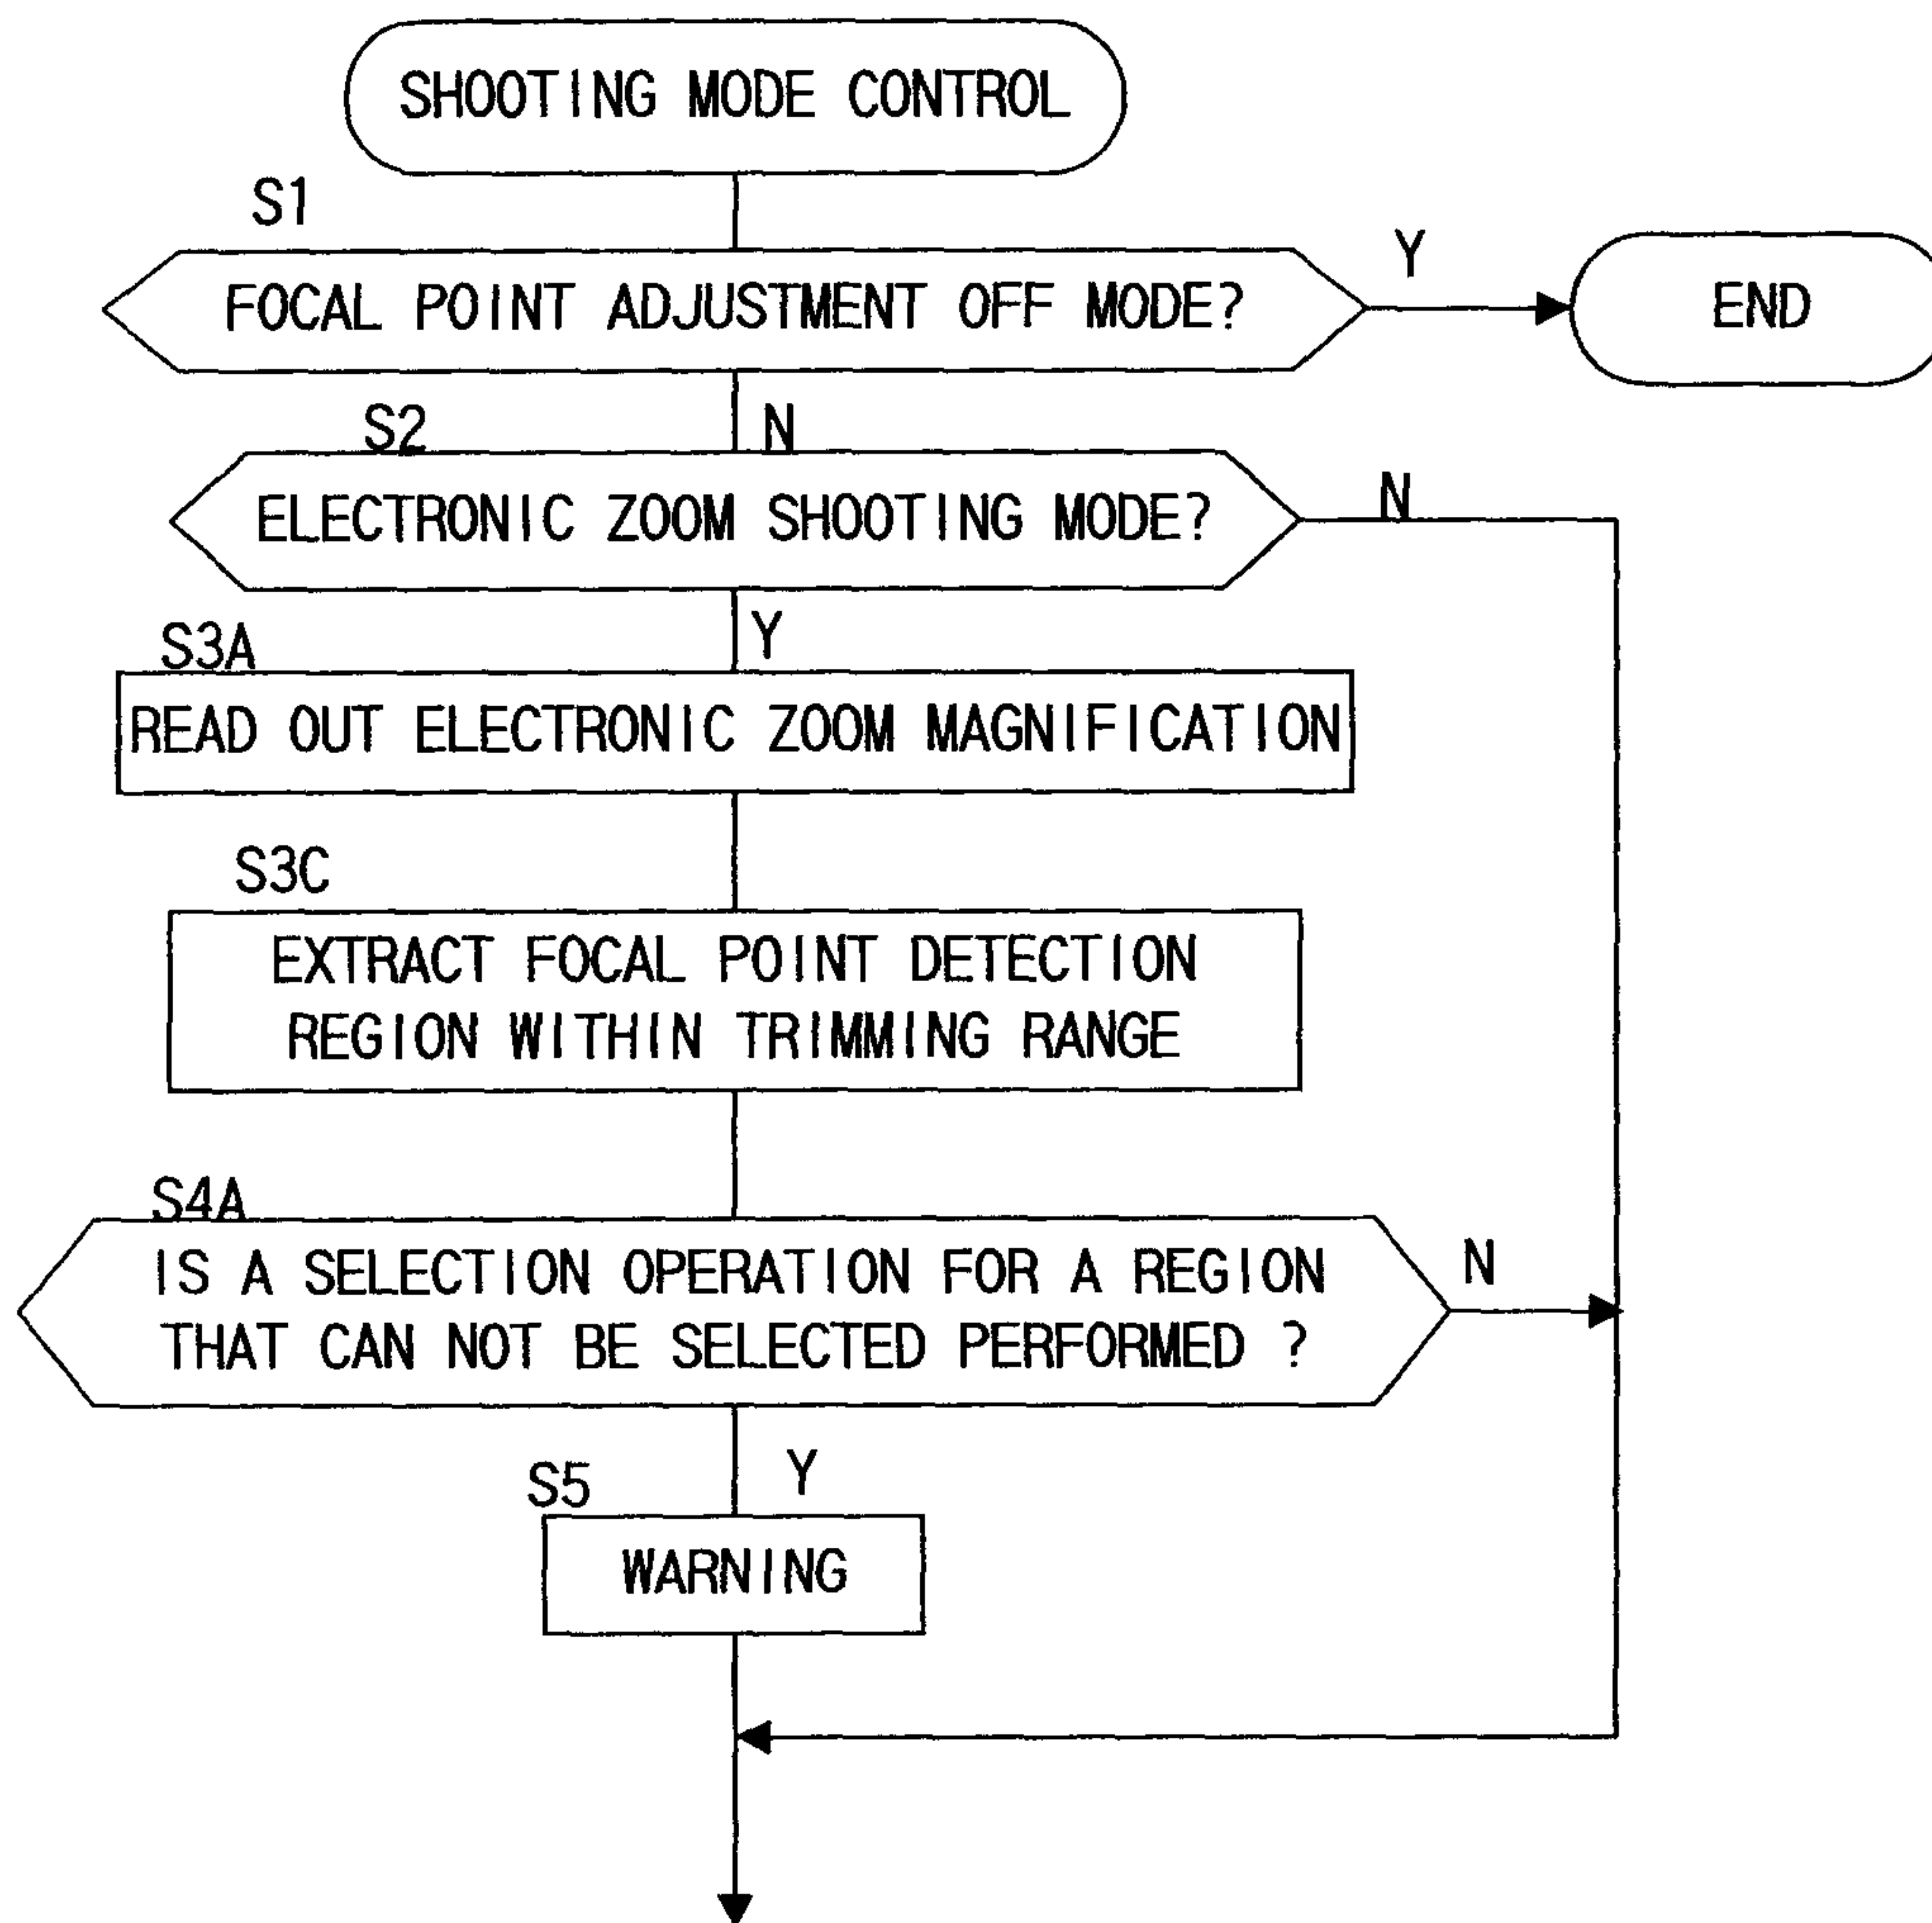 SHOOTING MODE CONTROL
S1
FOCAL POINT ADJUSTMENT OFF MODE?
Y
END
S2
N
ELECTRONIC ZOOM SHOOTING MODE?
N
Y
S3A
READ OUT ELECTRONIC ZOOM MAGNIFICATION
S3C
EXTRACT FOCAL POINT DETECTION
REGION WITHIN TRIMMING RANGE
S4A
IS A SELECTION OPERATION FOR A REGION
THAT CAN NOT BE SELECTED PERFORMED ?
N
Y
S5
WARNING